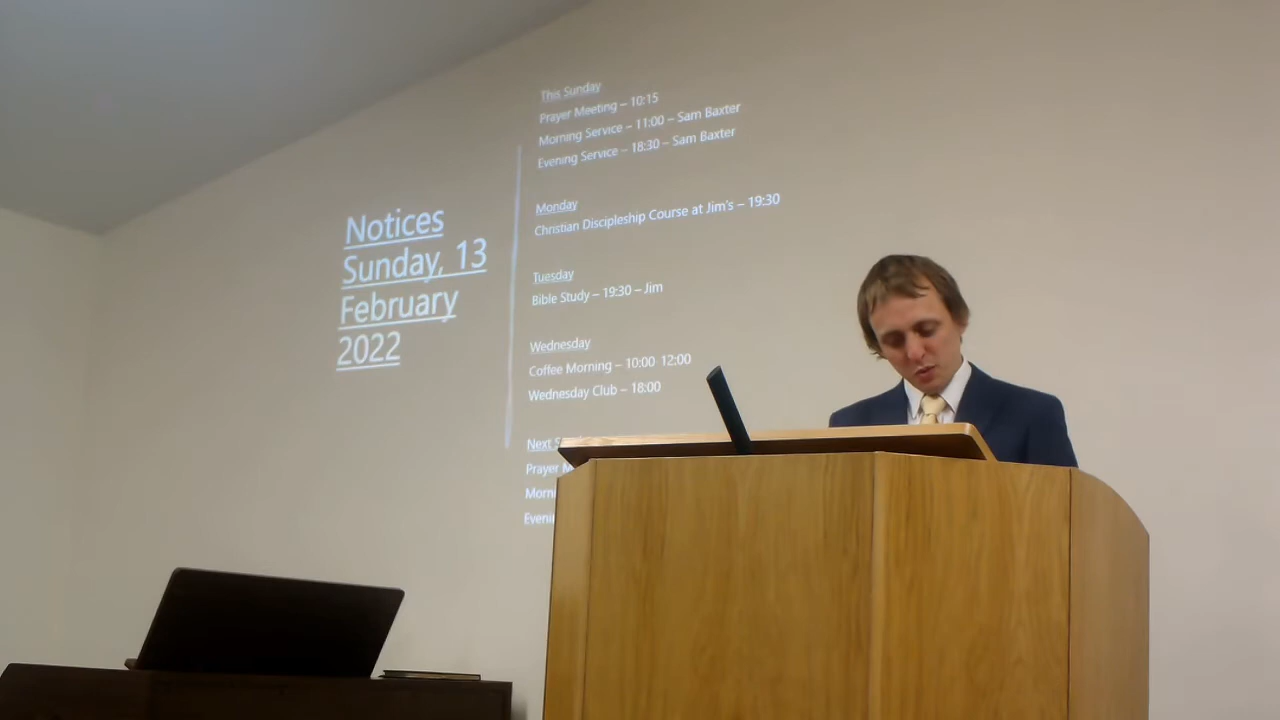 Notices
Sunday, 13
February
2022
This Sunday
Prayer Meeting – 10:15
Morning Service – 11:00 – Sam Baxter
Evening Service – 18:30 – Sam Baxter
Monday
Christian Discipleship Course at Jim's – 19:30
Tuesday
Bible Study – 19:30 – Jim
Wednesday
Coffee Morning – 10:00 12:00
Wednesday Club – 18:00
Next
Prayer